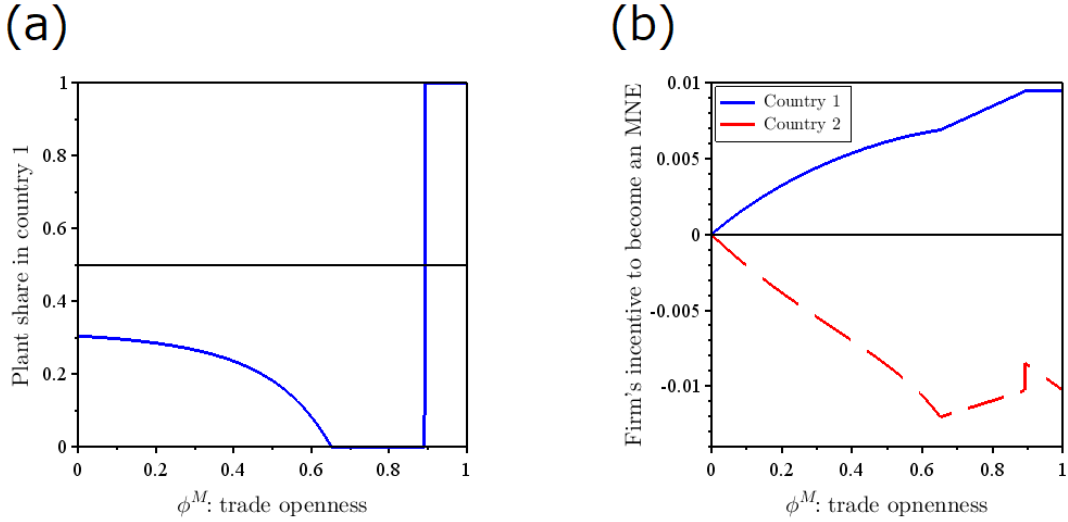 (a)
(b)
Plant share in country 1
1
0.8
0.6
0.4
0.2
0
0
0.2
0.4
0.6
0.8
1
ϕ^M: trade openness
Firm's incentive to become an MNE
0.01
0.005
0
-0.005
-0.01
Country 1
Country 2
0
0.2
0.4
0.6
0.8
1
ϕ^M: trade opnenness